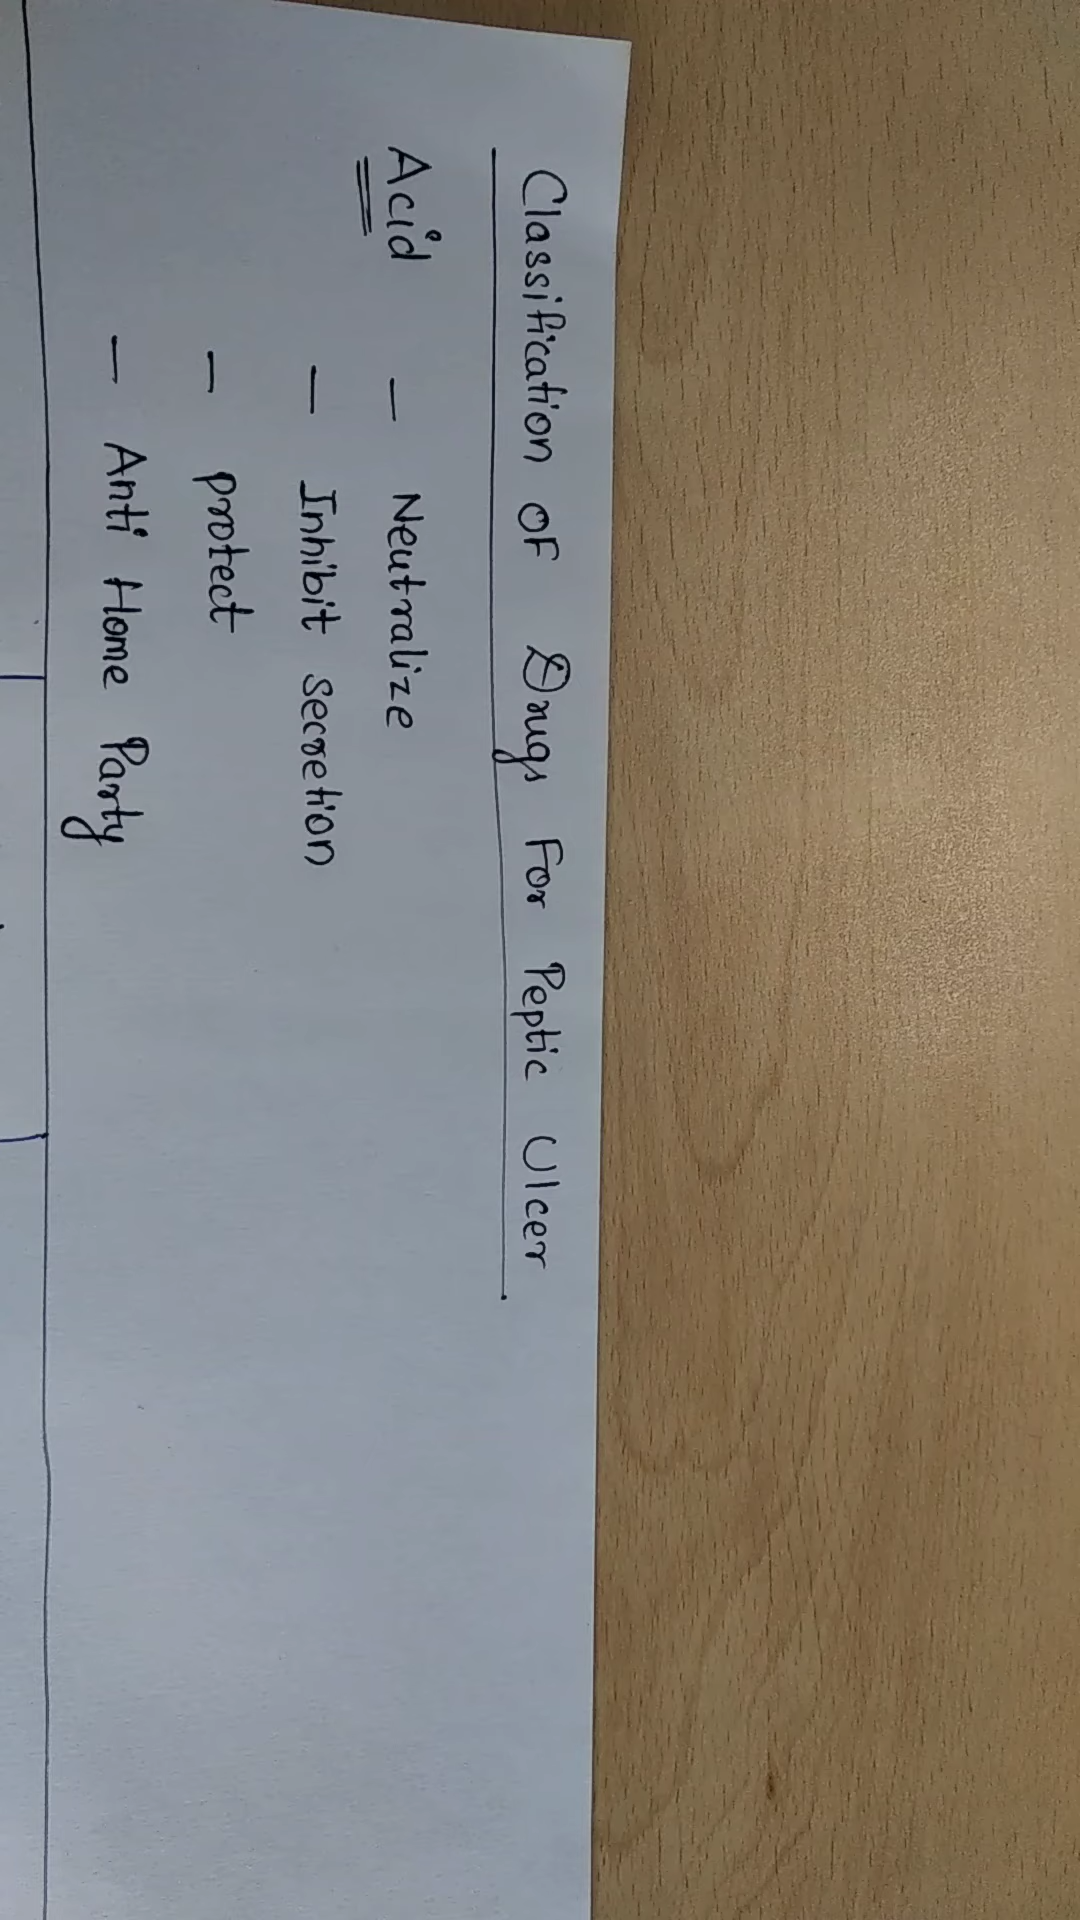 Classification OF Drugs For Peptic Ulcer
Acid - Neutralize
- Inhibit secretion
- protect
- Anti Home Party